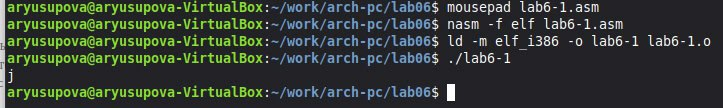 aryusupova@aryusupova-VirtualBox:~/work/arch-pc/lab06$ mousepad lab6-1.asm
aryusupova@aryusupova-VirtualBox:~/work/arch-pc/lab06$ nasm -f elf lab6-1.asm
aryusupova@aryusupova-VirtualBox:~/work/arch-pc/lab06$ ld -m elf_i386 -o lab6-1 lab6-1.o
aryusupova@aryusupova-VirtualBox:~/work/arch-pc/lab06$ ./lab6-1
j
aryusupova@aryusupova-VirtualBox:~/work/arch-pc/lab06$